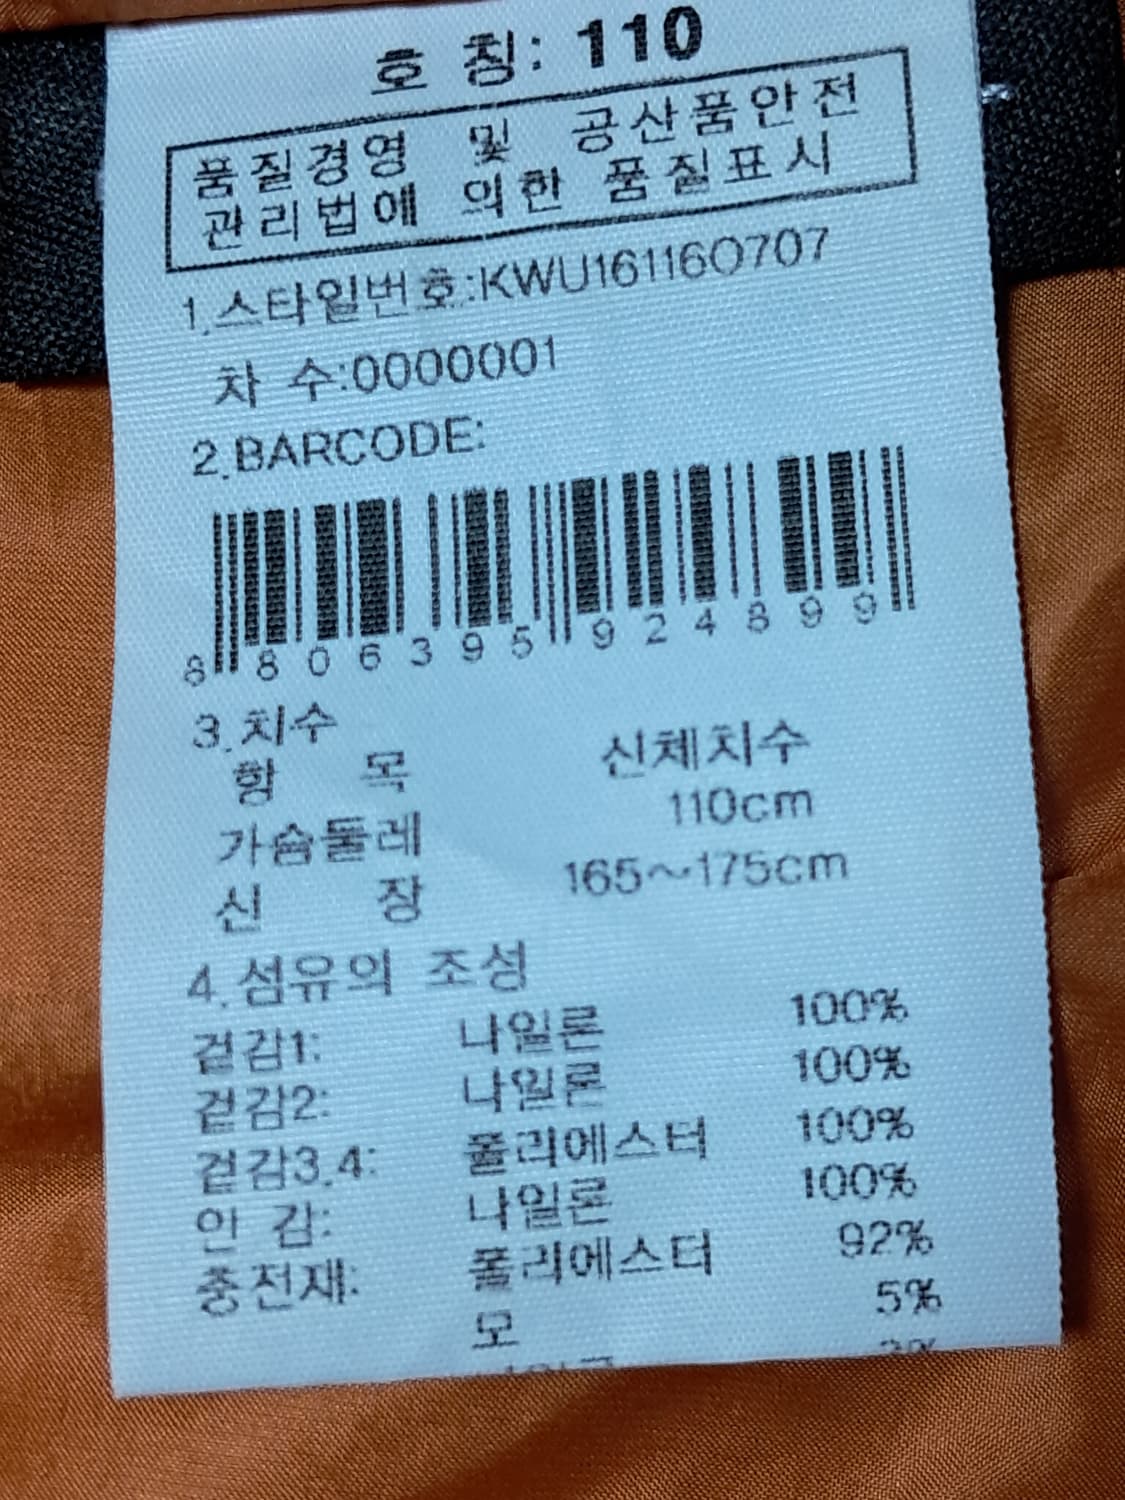 호 칭: 110
품질경영 및 공산품안전
관리법에 의한 품질표시
1.스타일번호:KWU16116O707
차 수:0000001
2.BARCODE:
8 806395 924899
3.치수
항 목 신체치수
가슴둘레 110cm
신 장 165~175cm
4.섬유의 조성
겉감1: 나일론 100%
겉감2: 나일론 100%
겉감3.4: 폴리에스터 100%
안 감: 나일론 100%
충전재: 폴리에스터 92%
모 5%